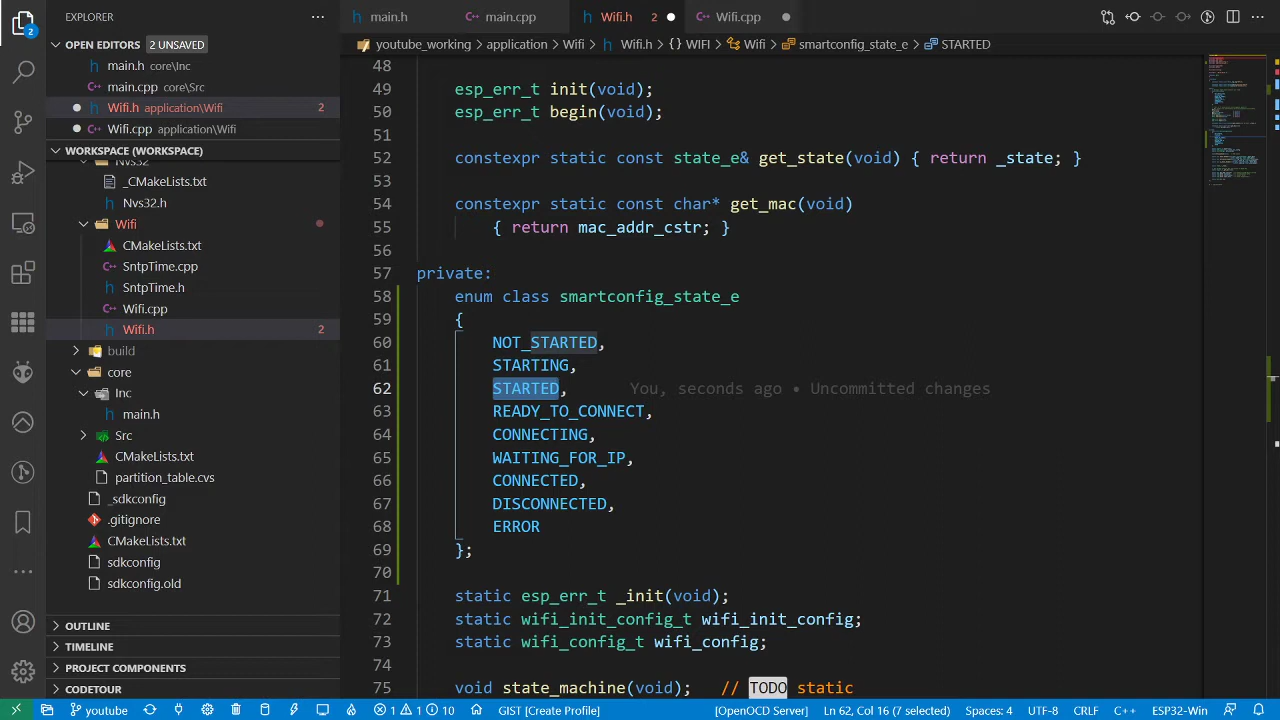 EXPLORER
2
OPEN EDITORS 2 UNSAVED
main.h core\Inc
main.cpp core\Src
Wifi.h application\Wifi 2
Wifi.cpp application\Wifi
WORKSPACE (WORKSPACE)
Nvs32
_CMakeLists.txt
Nvs32.h
Wifi
CMakeLists.txt
SntpTime.cpp
SntpTime.h
Wifi.cpp
Wifi.h 2
build
core
Inc
main.h
Src
CMakeLists.txt
partition_table.cvs
_sdkconfig
.gitignore
CMakeLists.txt
sdkconfig
sdkconfig.old
OUTLINE
TIMELINE
PROJECT COMPONENTS
CODETOUR
main.h main.cpp Wifi.h 2 Wifi.cpp
youtube_working > application > Wifi > Wifi.h > {} WIFI > Wifi > smartconfig_state_e > STARTED
48
49 esp_err_t init(void);
50 esp_err_t begin(void);
51
52 constexpr static const state_e& get_state(void) { return _state; }
53
54 constexpr static const char* get_mac(void)
55 { return mac_addr_cstr; }
56
57 private:
58 enum class smartconfig_state_e
59 {
60 NOT_STARTED,
61 STARTING,
62 STARTED, You, seconds ago • Uncommitted changes
63 READY_TO_CONNECT,
64 CONNECTING,
65 WAITING_FOR_IP,
66 CONNECTED,
67 DISCONNECTED,
68 ERROR
69 };
70
71 static esp_err_t _init(void);
72 static wifi_init_config_t wifi_init_config;
73 static wifi_config_t wifi_config;
74
75 void state_machine(void); // TODO static
youtube 1 1 10 GIST [Create Profile] [OpenOCD Server] Ln 62, Col 16 (7 selected) Spaces: 4 UTF-8 CRLF C++ ESP32-Win